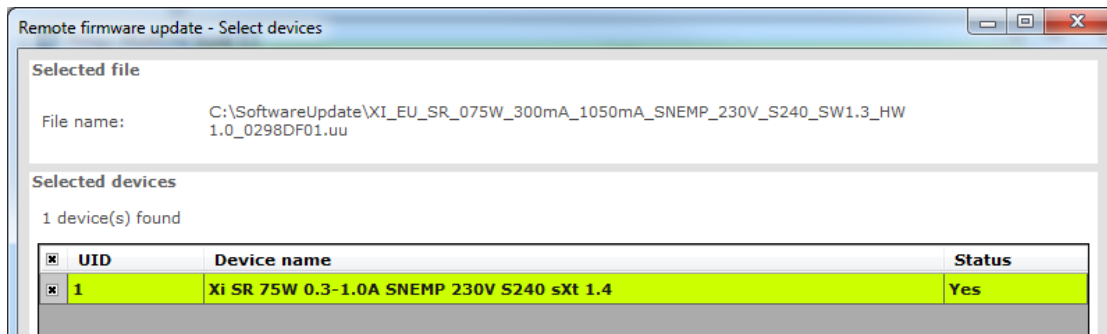 Remote firmware update - Select devices
Selected file
File name: C:\SoftwareUpdate\XI_EU_SR_075W_300mA_1050mA_SNEMP_230V_S240_SW1.3_HW
1.0_0298DF01.uu
Selected devices
1 device(s) found
UID Device name Status
1 Xi SR 75W 0.3-1.0A SNEMP 230V S240 sXt 1.4 Yes